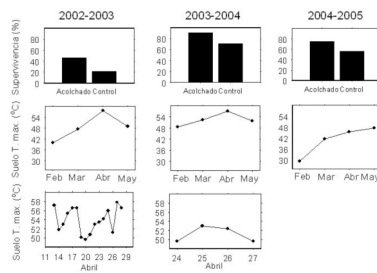 2002-2003 2003-2004 2004-2005
Supervivencia (%)
80 60 40 20 0
80 60 40 20 0
80 60 40 20 0
Acolchado Control Acolchado Control Acolchado Control
Suelo T. max. (ºC)
54 48 42 36 30
54 48 42 36 30
54 48 42 36 30
Feb Mar Abr May Feb Mar Abr May Feb Mar Abr May
Suelo T. max. (ºC)
58 56 54 52 50
58 56 54 52 50
11 14 17 20 23 26 29 24 25 26 27
Abril Abril